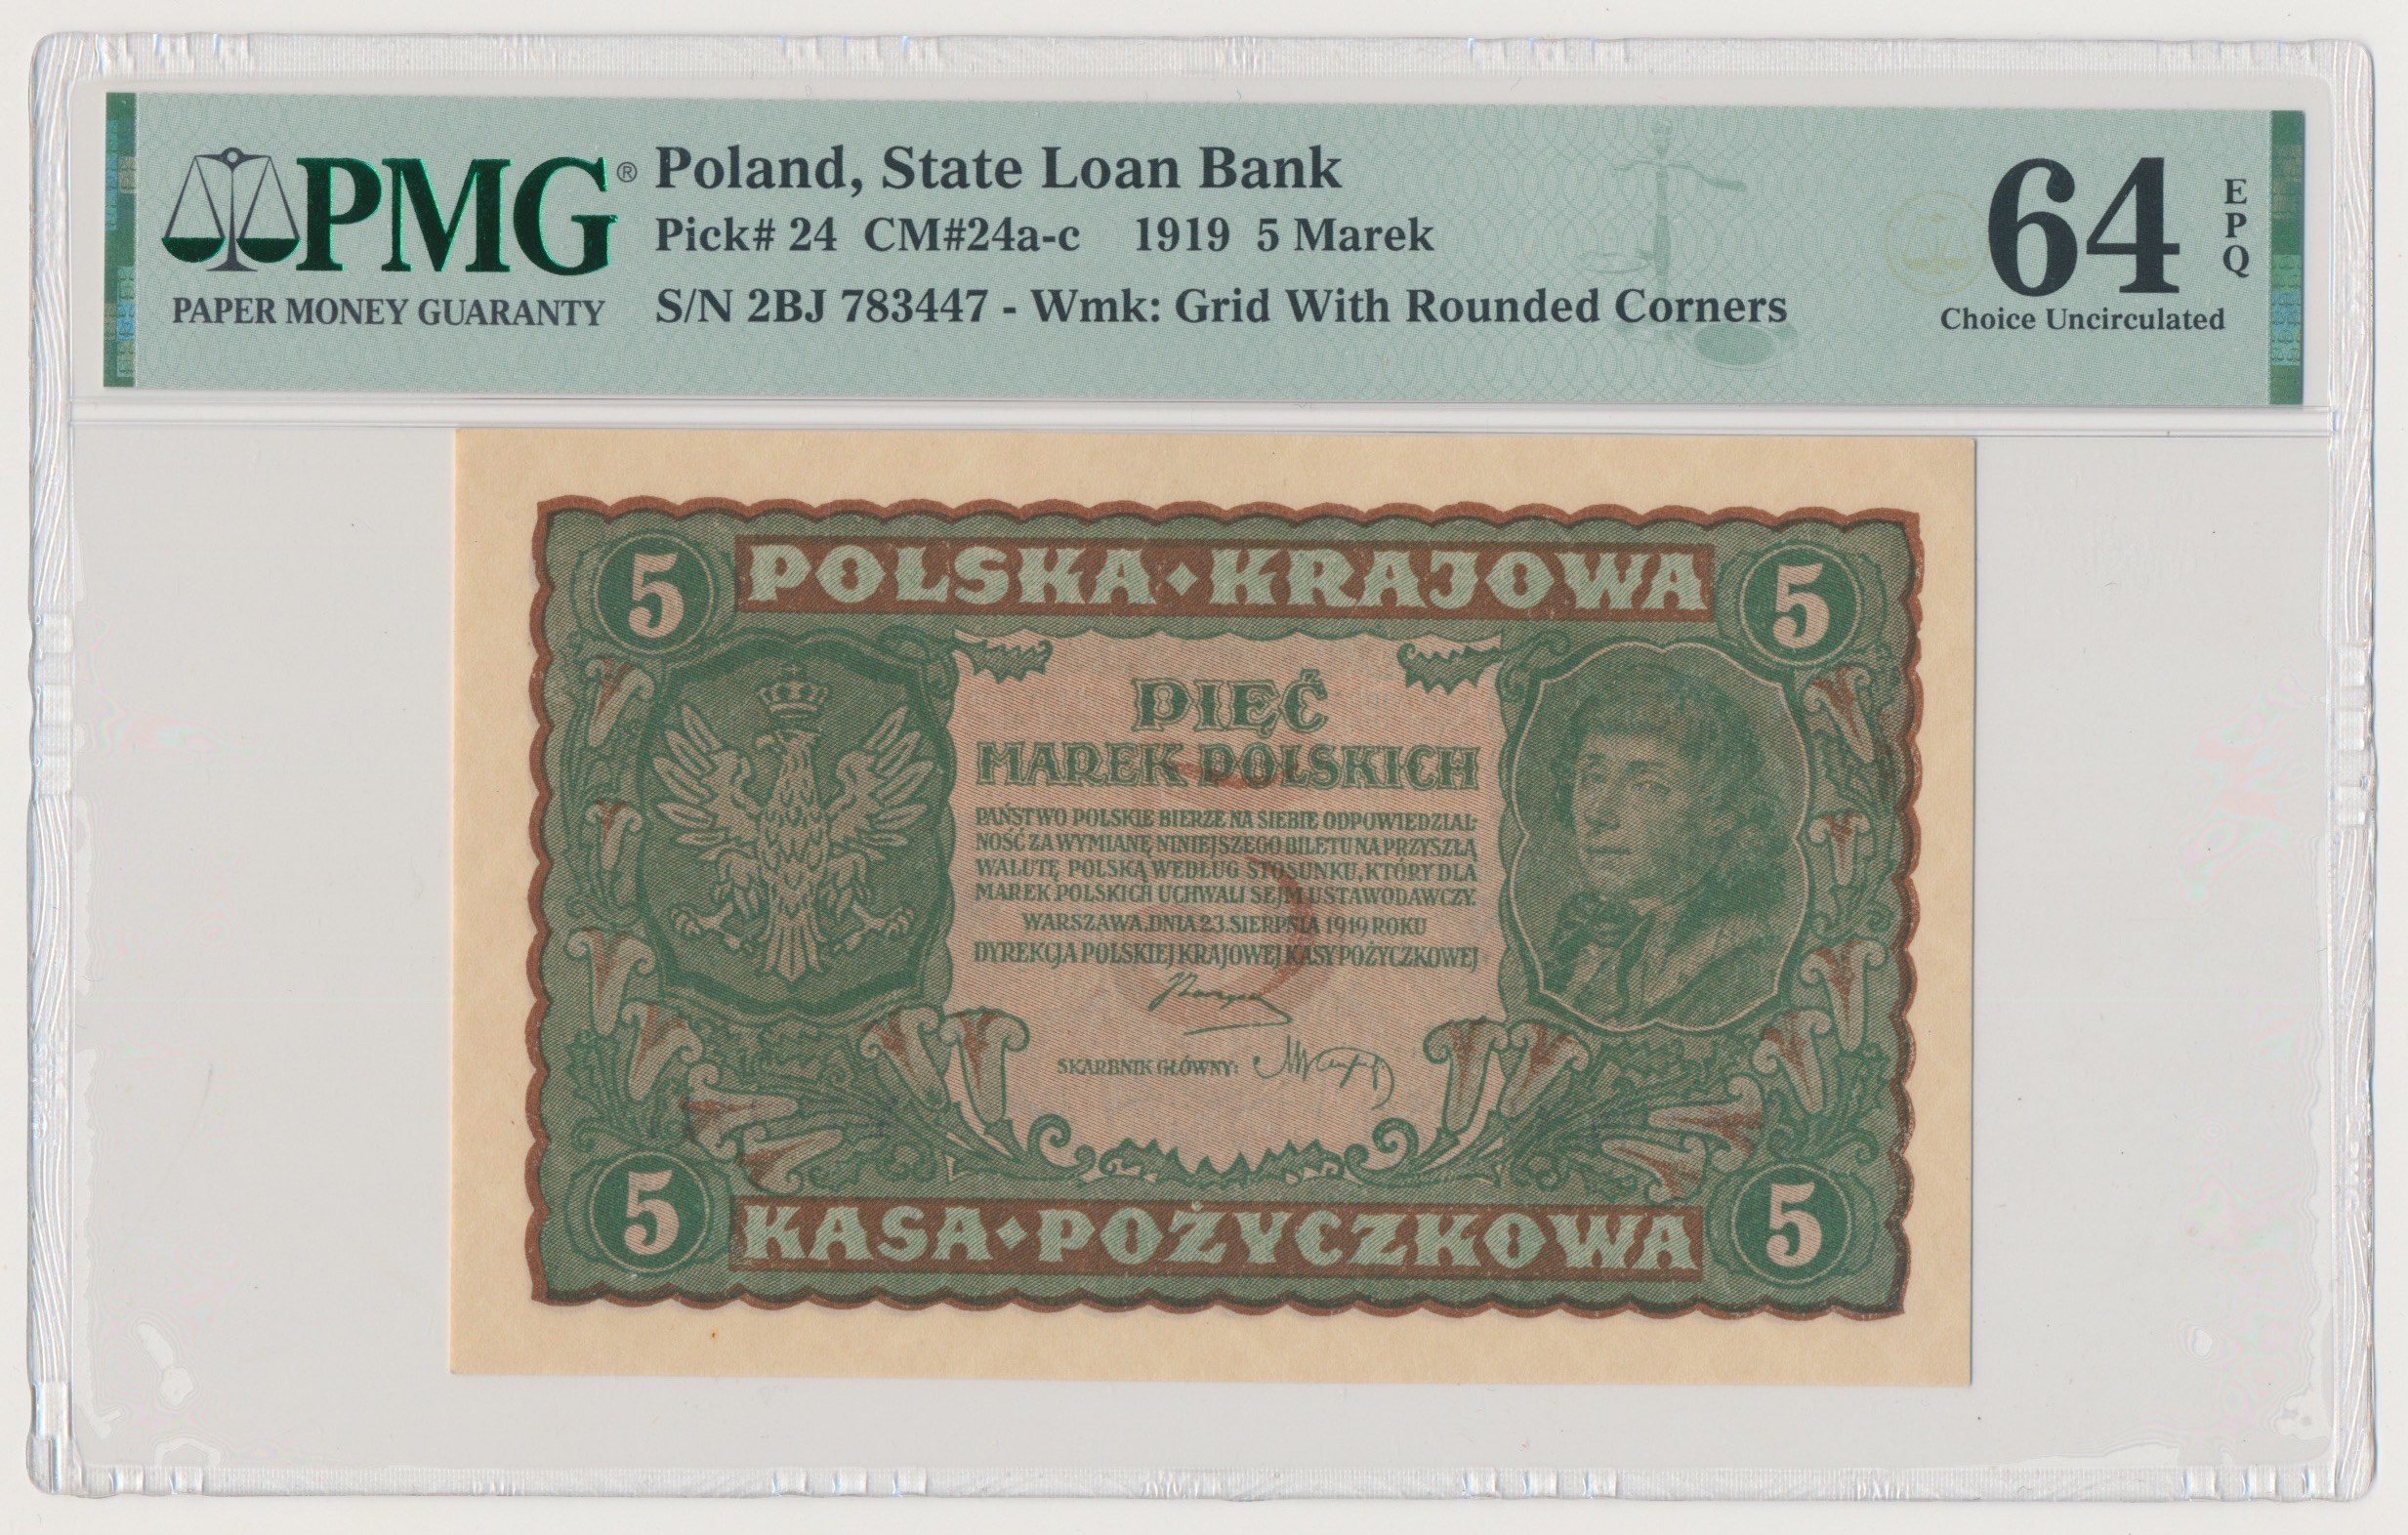 PMG®
PAPER MONEY GUARANTY
Poland, State Loan Bank
Pick# 24 CM#24a-c 1919 5 Marek
S/N 2BJ 783447 - Wmk: Grid With Rounded Corners
64
EPQ
Choice Uncirculated
5 POLSKA·KRAJOWA 5
PIĘĆ
MAREK POLSKICH
PAŃSTWO POLSKIE BIERZE NA SIEBIE ODPOWIEDZIAL-
NOŚĆ ZA WYMIANĘ NINIEJSZEGO BILETU NA PRZYSZŁĄ
WALUTĘ POLSKĄ WEDŁUG STOSUNKU, KTÓRY DLA
MAREK POLSKICH UCHWALI SEJM USTAWODAWCZY.
WARSZAWA, DNIA 23. SIERPNIA 1919 ROKU
DYREKCJA POLSKIEJ KRAJOWEJ KASY POŻYCZKOWEJ
SKARBNIK GŁÓWNY:
5 KASA·POŻYCZKOWA 5